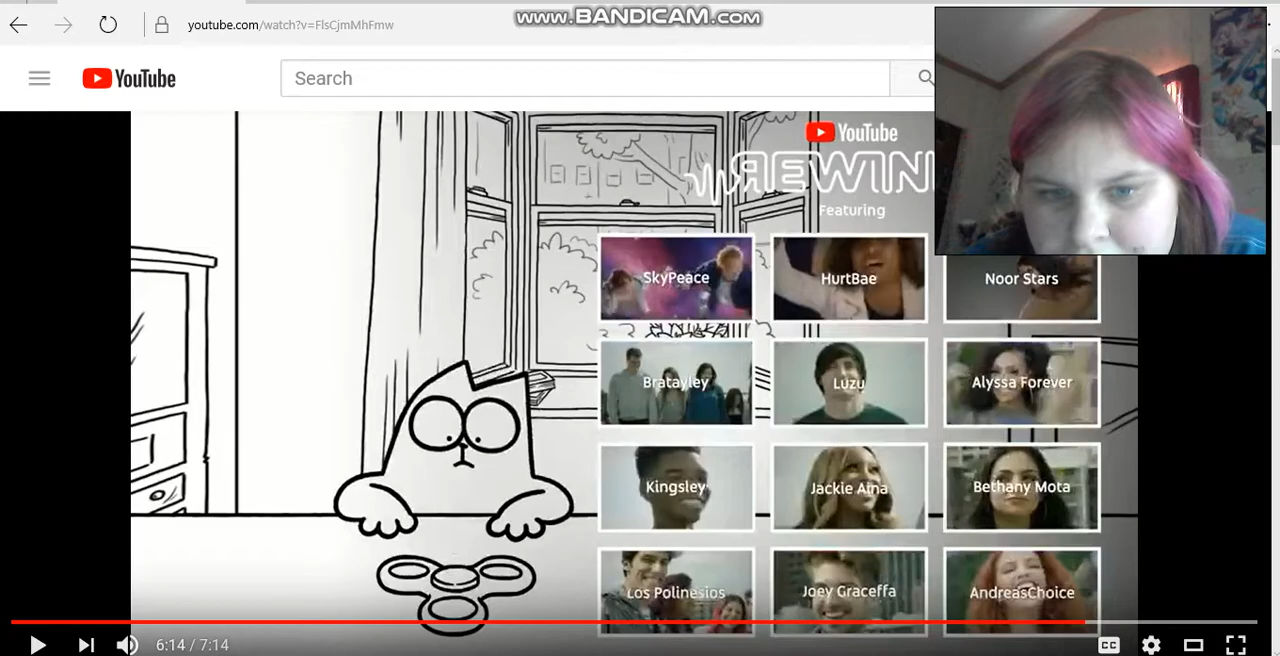 youtube.com/watch?v=FlsCjmMhFmw
www.BANDICAM.com
YouTube
Search
YouTube
REWIN
Featuring
SkyPeace
HurtBae
Noor Stars
Bratayley
Luzu
Alyssa Forever
Kingsley
Jackie Aina
Bethany Mota
Los Polinesios
Joey Graceffa
AndreasChoice
6:14 / 7:14
CC